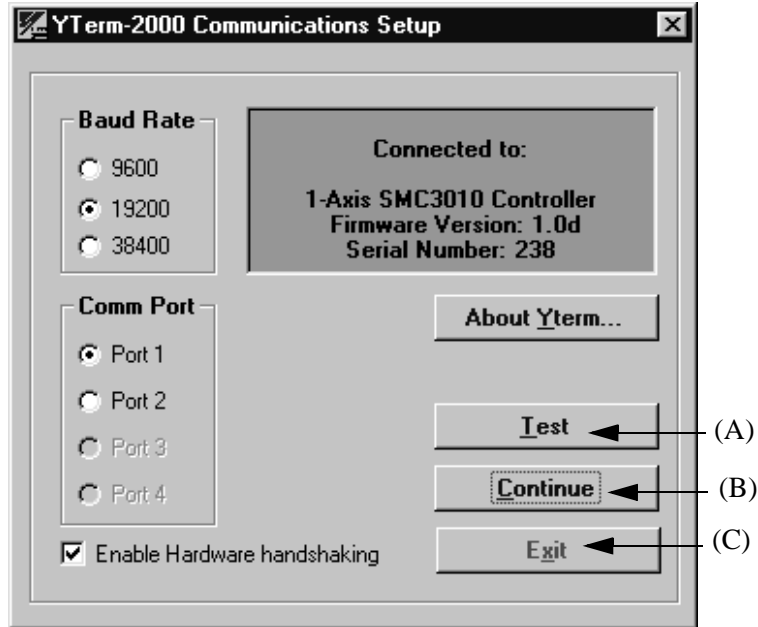 YTerm-2000 Communications Setup
Baud Rate
9600
19200
38400
Connected to:
1-Axis SMC3010 Controller
Firmware Version: 1.0d
Serial Number: 238
Comm Port
Port 1
Port 2
Port 3
Port 4
Enable Hardware handshaking
About Yterm...
Test
(A)
Continue
(B)
Exit
(C)